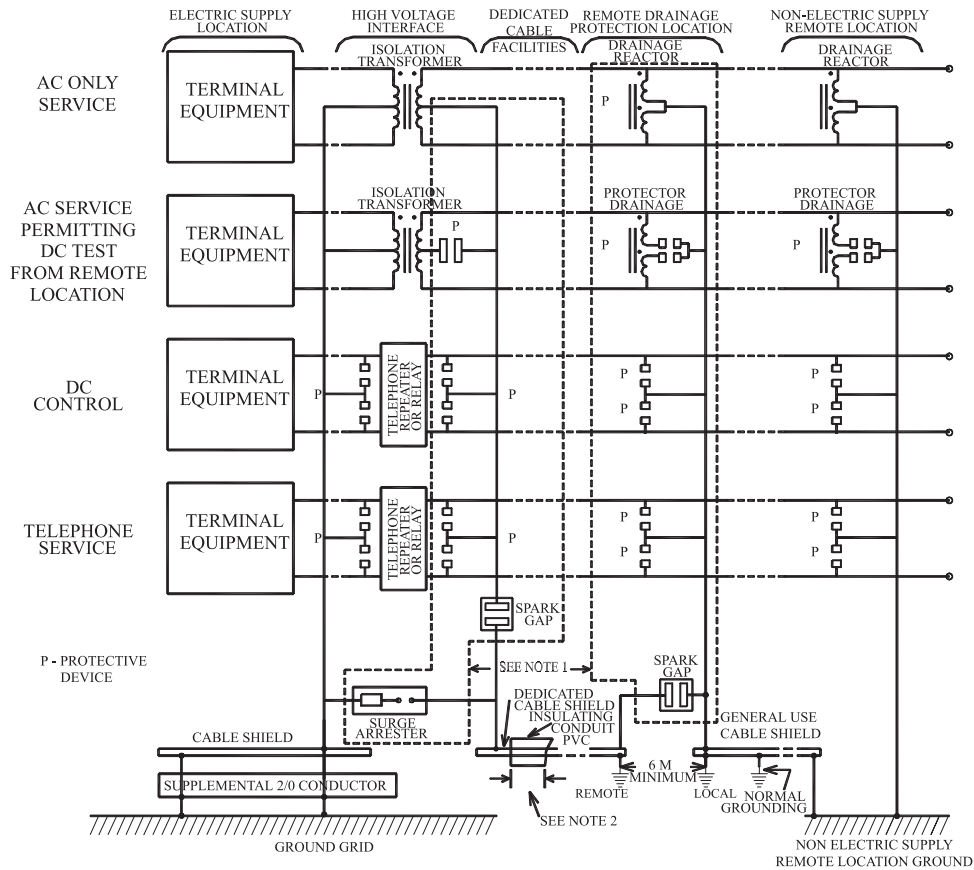 ELECTRIC SUPPLY
LOCATION
HIGH VOLTAGE
INTERFACE
DEDICATED
CABLE
FACILITIES
REMOTE DRAINAGE
PROTECTION LOCATION
NON-ELECTRIC SUPPLY
REMOTE LOCATION
AC ONLY
SERVICE
TERMINAL
EQUIPMENT
ISOLATION
TRANSFORMER
DRAINAGE
REACTOR
P
DRAINAGE
REACTOR
P
AC SERVICE
PERMITTING
DC TEST
FROM REMOTE
LOCATION
TERMINAL
EQUIPMENT
ISOLATION
TRANSFORMER
P
PROTECTOR
DRAINAGE
P
PROTECTOR
DRAINAGE
P
DC
CONTROL
TERMINAL
EQUIPMENT
P
TELEPHONE
REPEATER
OR RELAY
P
P
P
P
P
TELEPHONE
SERVICE
TERMINAL
EQUIPMENT
P
TELEPHONE
REPEATER
OR RELAY
P
P
P
P
P
SPARK
GAP
P - PROTECTIVE
DEVICE
SEE NOTE 1
SPARK
GAP
SURGE
ARRESTER
DEDICATED
CABLE SHIELD
INSULATING
CONDUIT
PVC
GENERAL USE
CABLE SHIELD
CABLE SHIELD
6 M
MINIMUM
SUPPLEMENTAL 2/0 CONDUCTOR
REMOTE
LOCAL
NORMAL
GROUNDING
SEE NOTE 2
GROUND GRID
NON ELECTRIC SUPPLY
REMOTE LOCATION GROUND